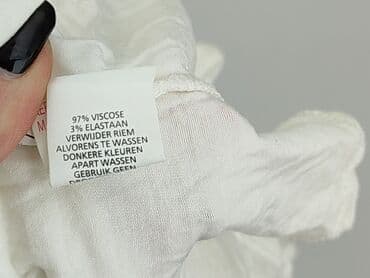 97% VISCOSE
3% ELASTAAN
VERWIJDER RIEM
ALVORENS TE WASSEN
DONKERE KLEUREN
APART WASSEN
GEBRUIK GEEN